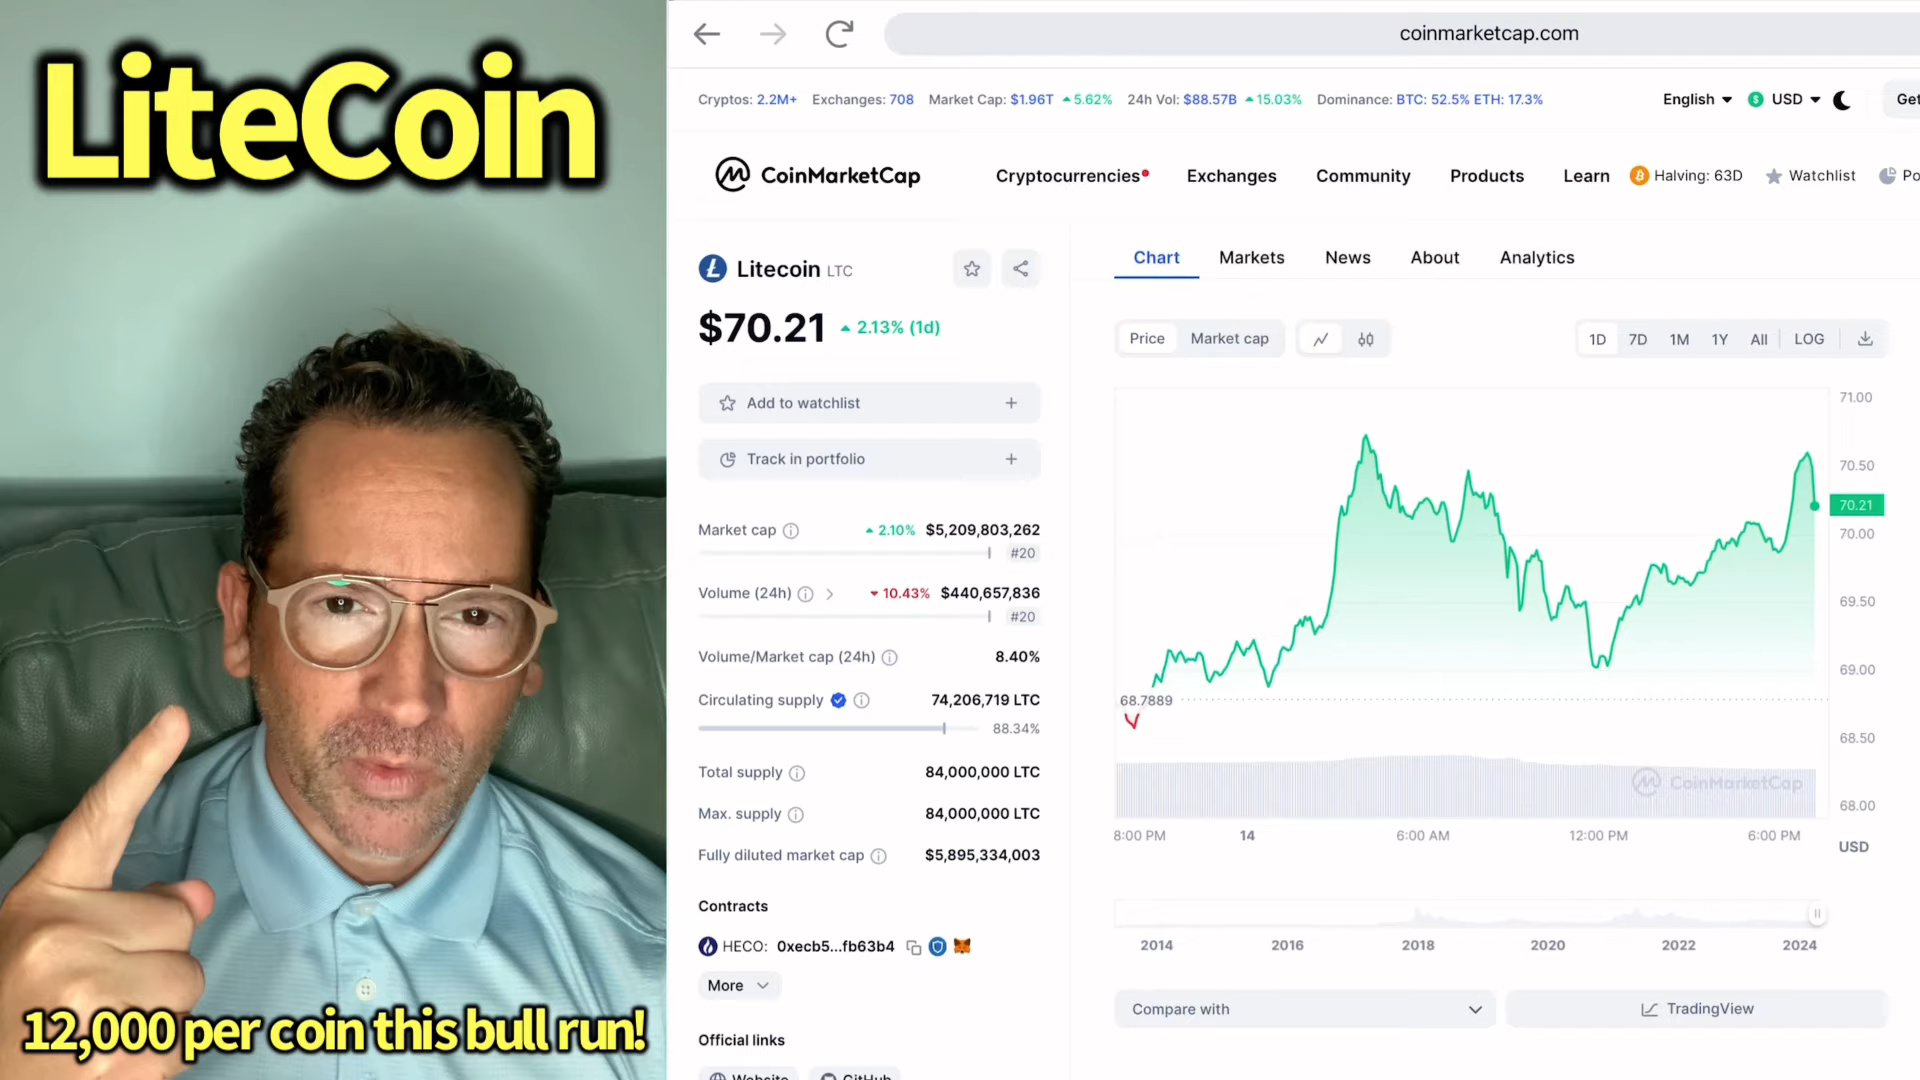 LiteCoin
12,000 per coin this bull run!
coinmarketcap.com
Cryptos: 2.2M+ Exchanges: 708 Market Cap: $1.96T 5.62% 24h Vol: $88.57B 15.03% Dominance: BTC: 52.5% ETH: 17.3%
English USD Get
CoinMarketCap Cryptocurrencies Exchanges Community Products Learn Halving: 63D Watchlist Po
Litecoin LTC
$70.21 2.13% (1d)
Add to watchlist +
Track in portfolio +
Market cap 2.10% $5,209,803,262
#20
Volume (24h) 10.43% $440,657,836
#20
Volume/Market cap (24h) 8.40%
Circulating supply 74,206,719 LTC
88.34%
Total supply 84,000,000 LTC
Max. supply 84,000,000 LTC
Fully diluted market cap $5,895,334,003
Contracts
HECO: 0xecb5...fb63b4
More
Official links
Website GitHub
Chart Markets News About Analytics
Price Market cap
1D 7D 1M 1Y All LOG
71.00
70.50
70.21
70.00
69.50
69.00
68.7889
68.50
CoinMarketCap
68.00
8:00 PM 14 6:00 AM 12:00 PM 6:00 PM
USD
2014 2016 2018 2020 2022 2024
Compare with
TradingView